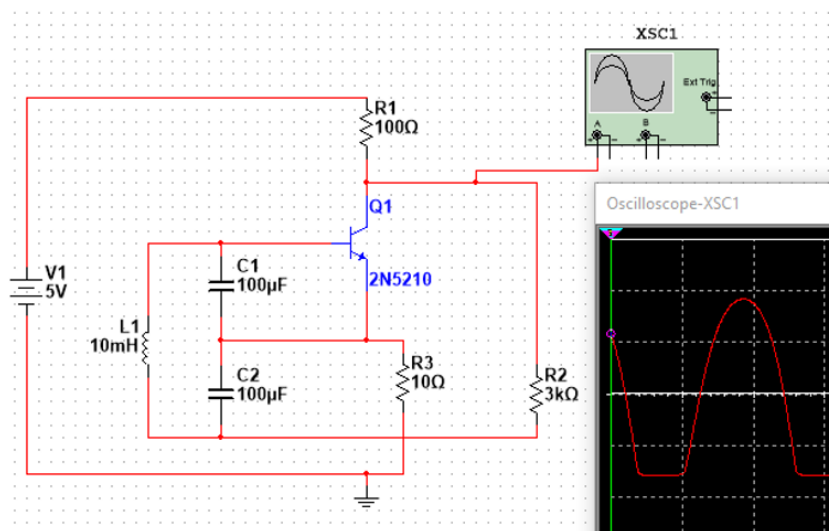 XSC1
Ext Trig
+
-
A
B
+ - + -
R1
100Ω
Oscilloscope-XSC1
Q1
2N5210
V1
5V
C1
100µF
L1
10mH
C2
100µF
R3
10Ω
R2
3kΩ